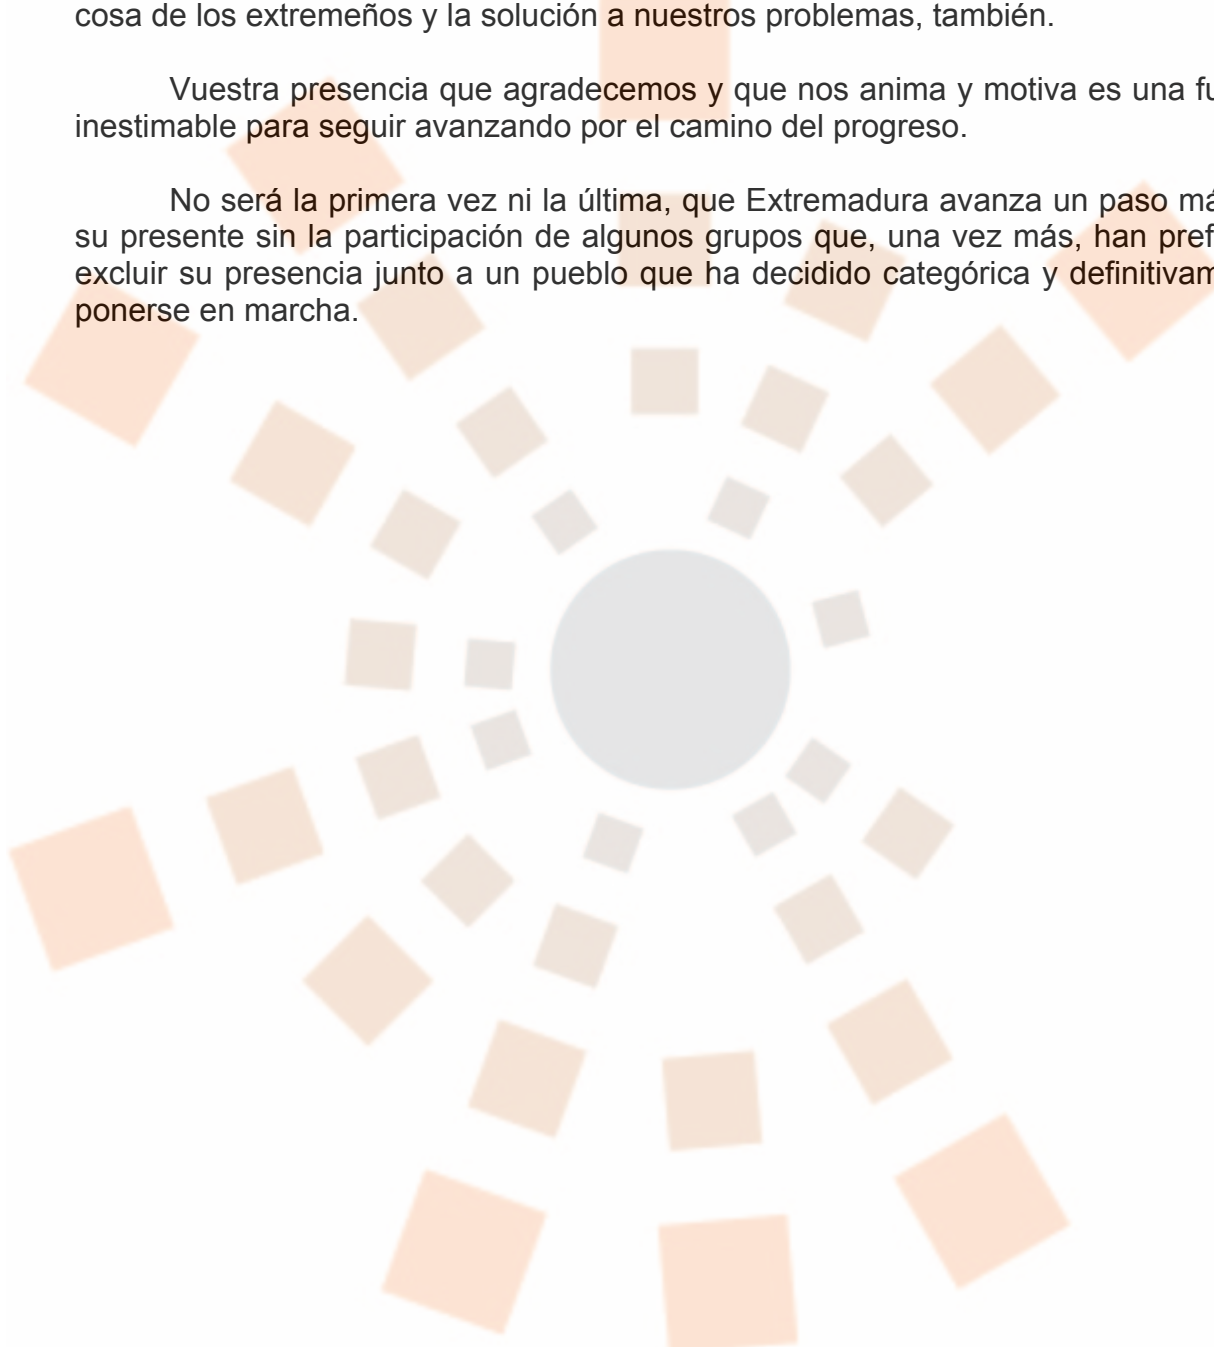 cosa de los extremeños y la solución a nuestros problemas, también.
Vuestra presencia que agradecemos y que nos anima y motiva es una
inestimable para seguir avanzando por el camino del progreso.
No será la primera vez ni la última, que Extremadura avanza un paso
su presente sin la participación de algunos grupos que, una vez más, han
excluir su presencia junto a un pueblo que ha decidido categórica y
ponerse en marcha.